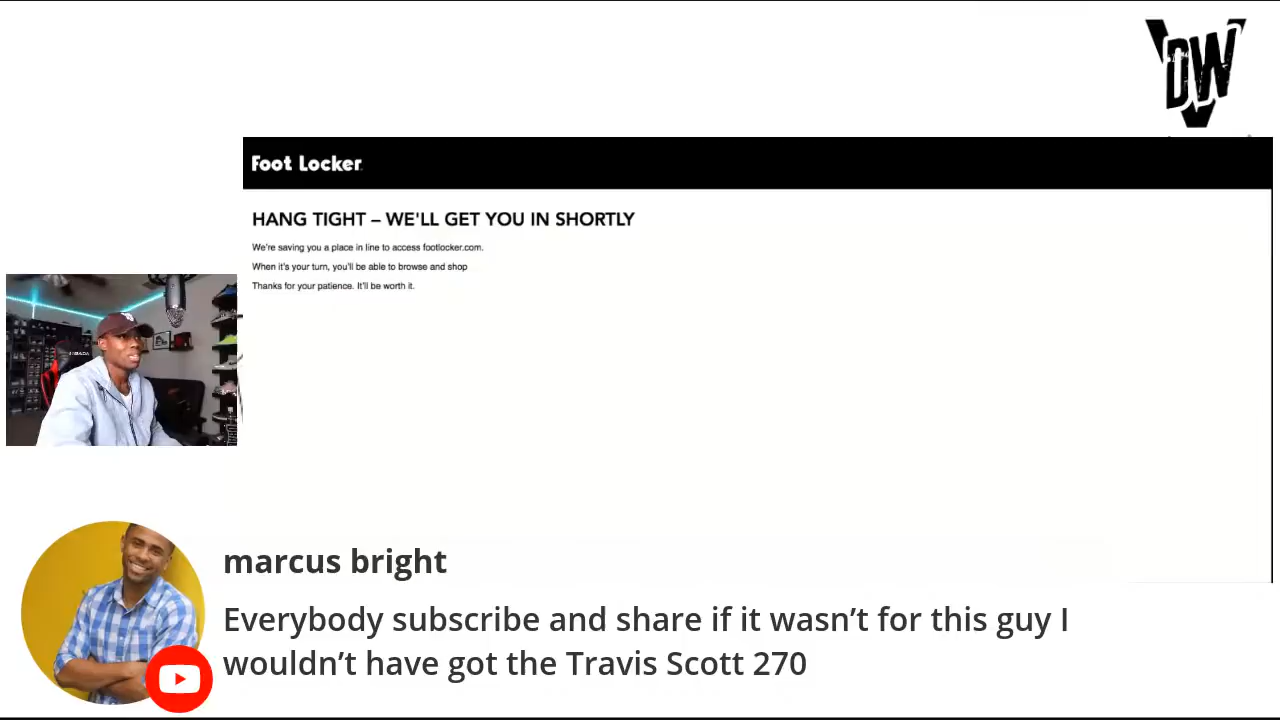 DW
Foot Locker
HANG TIGHT – WE'LL GET YOU IN SHORTLY
We're saving you a place in line to access footlocker.com.
When it's your turn, you'll be able to browse and shop
Thanks for your patience. It'll be worth it.
marcus bright
Everybody subscribe and share if it wasn’t for this guy I
wouldn’t have got the Travis Scott 270